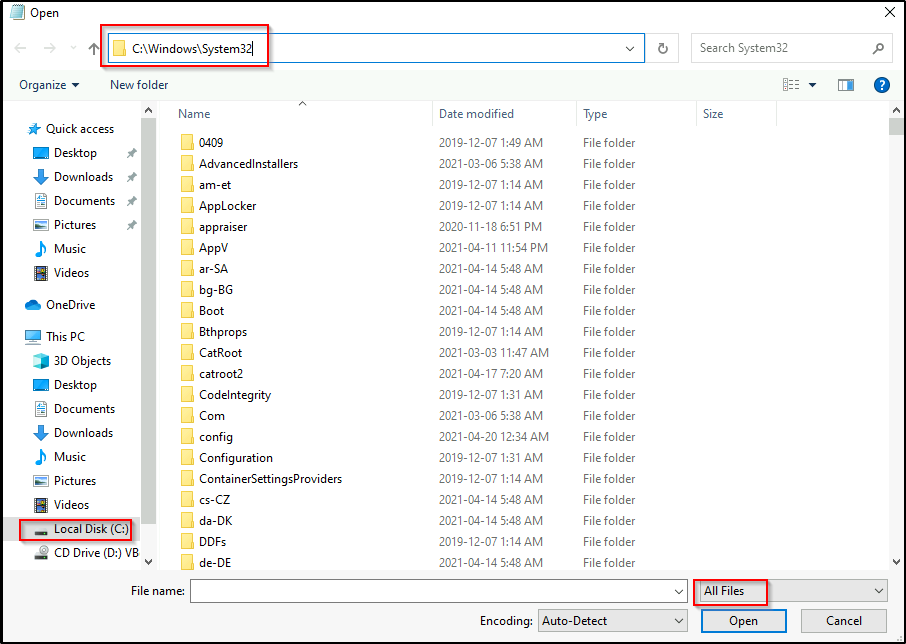 Open
C:\Windows\System32
Search System32
Organize
New folder
?
Name
Date modified
Type
Size
Quick access
Desktop
Downloads
Documents
Pictures
Music
Videos
OneDrive
This PC
3D Objects
Desktop
Documents
Downloads
Music
Pictures
Videos
Local Disk (C:)
CD Drive (D:) VB
0409 2019-12-07 1:49 AM File folder
AdvancedInstallers 2021-03-06 5:38 AM File folder
am-et 2019-12-07 1:14 AM File folder
AppLocker 2019-12-07 1:14 AM File folder
appraiser 2020-11-18 6:51 PM File folder
AppV 2021-04-11 11:54 PM File folder
ar-SA 2021-04-14 5:48 AM File folder
bg-BG 2021-04-14 5:48 AM File folder
Boot 2021-04-14 5:48 AM File folder
Bthprops 2019-12-07 1:14 AM File folder
CatRoot 2021-03-03 11:47 AM File folder
catroot2 2021-04-17 7:20 AM File folder
CodeIntegrity 2019-12-07 1:31 AM File folder
Com 2021-03-06 5:38 AM File folder
config 2021-04-20 12:34 AM File folder
Configuration 2019-12-07 1:31 AM File folder
ContainerSettingsProviders 2019-12-07 1:14 AM File folder
cs-CZ 2021-04-14 5:48 AM File folder
da-DK 2021-04-14 5:48 AM File folder
DDFs 2019-12-07 1:14 AM File folder
de-DE 2021-04-14 5:48 AM File folder
File name:
All Files
Encoding:
Auto-Detect
Open
Cancel